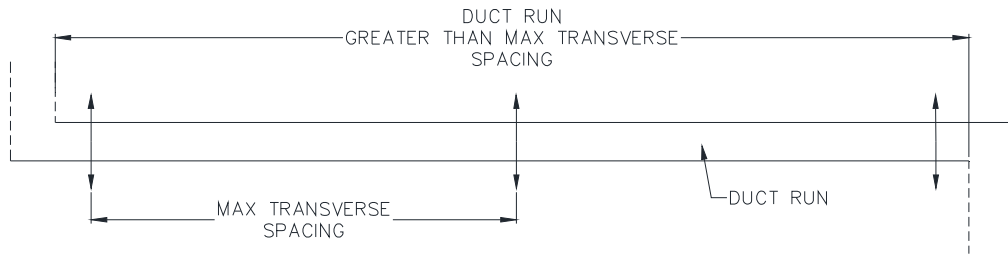 DUCT RUN
GREATER THAN MAX TRANSVERSE
SPACING
DUCT RUN
MAX TRANSVERSE
SPACING